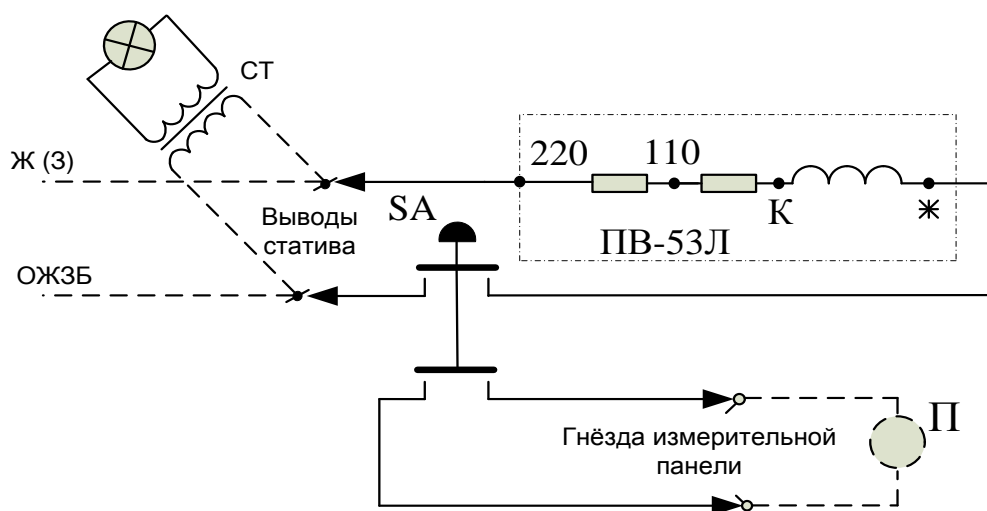 СТ
Ж (З)
220
110
К
SA
Выводы
статива
ПВ-53Л
ОЖЗБ
П
Гнёзда измерительной
панели